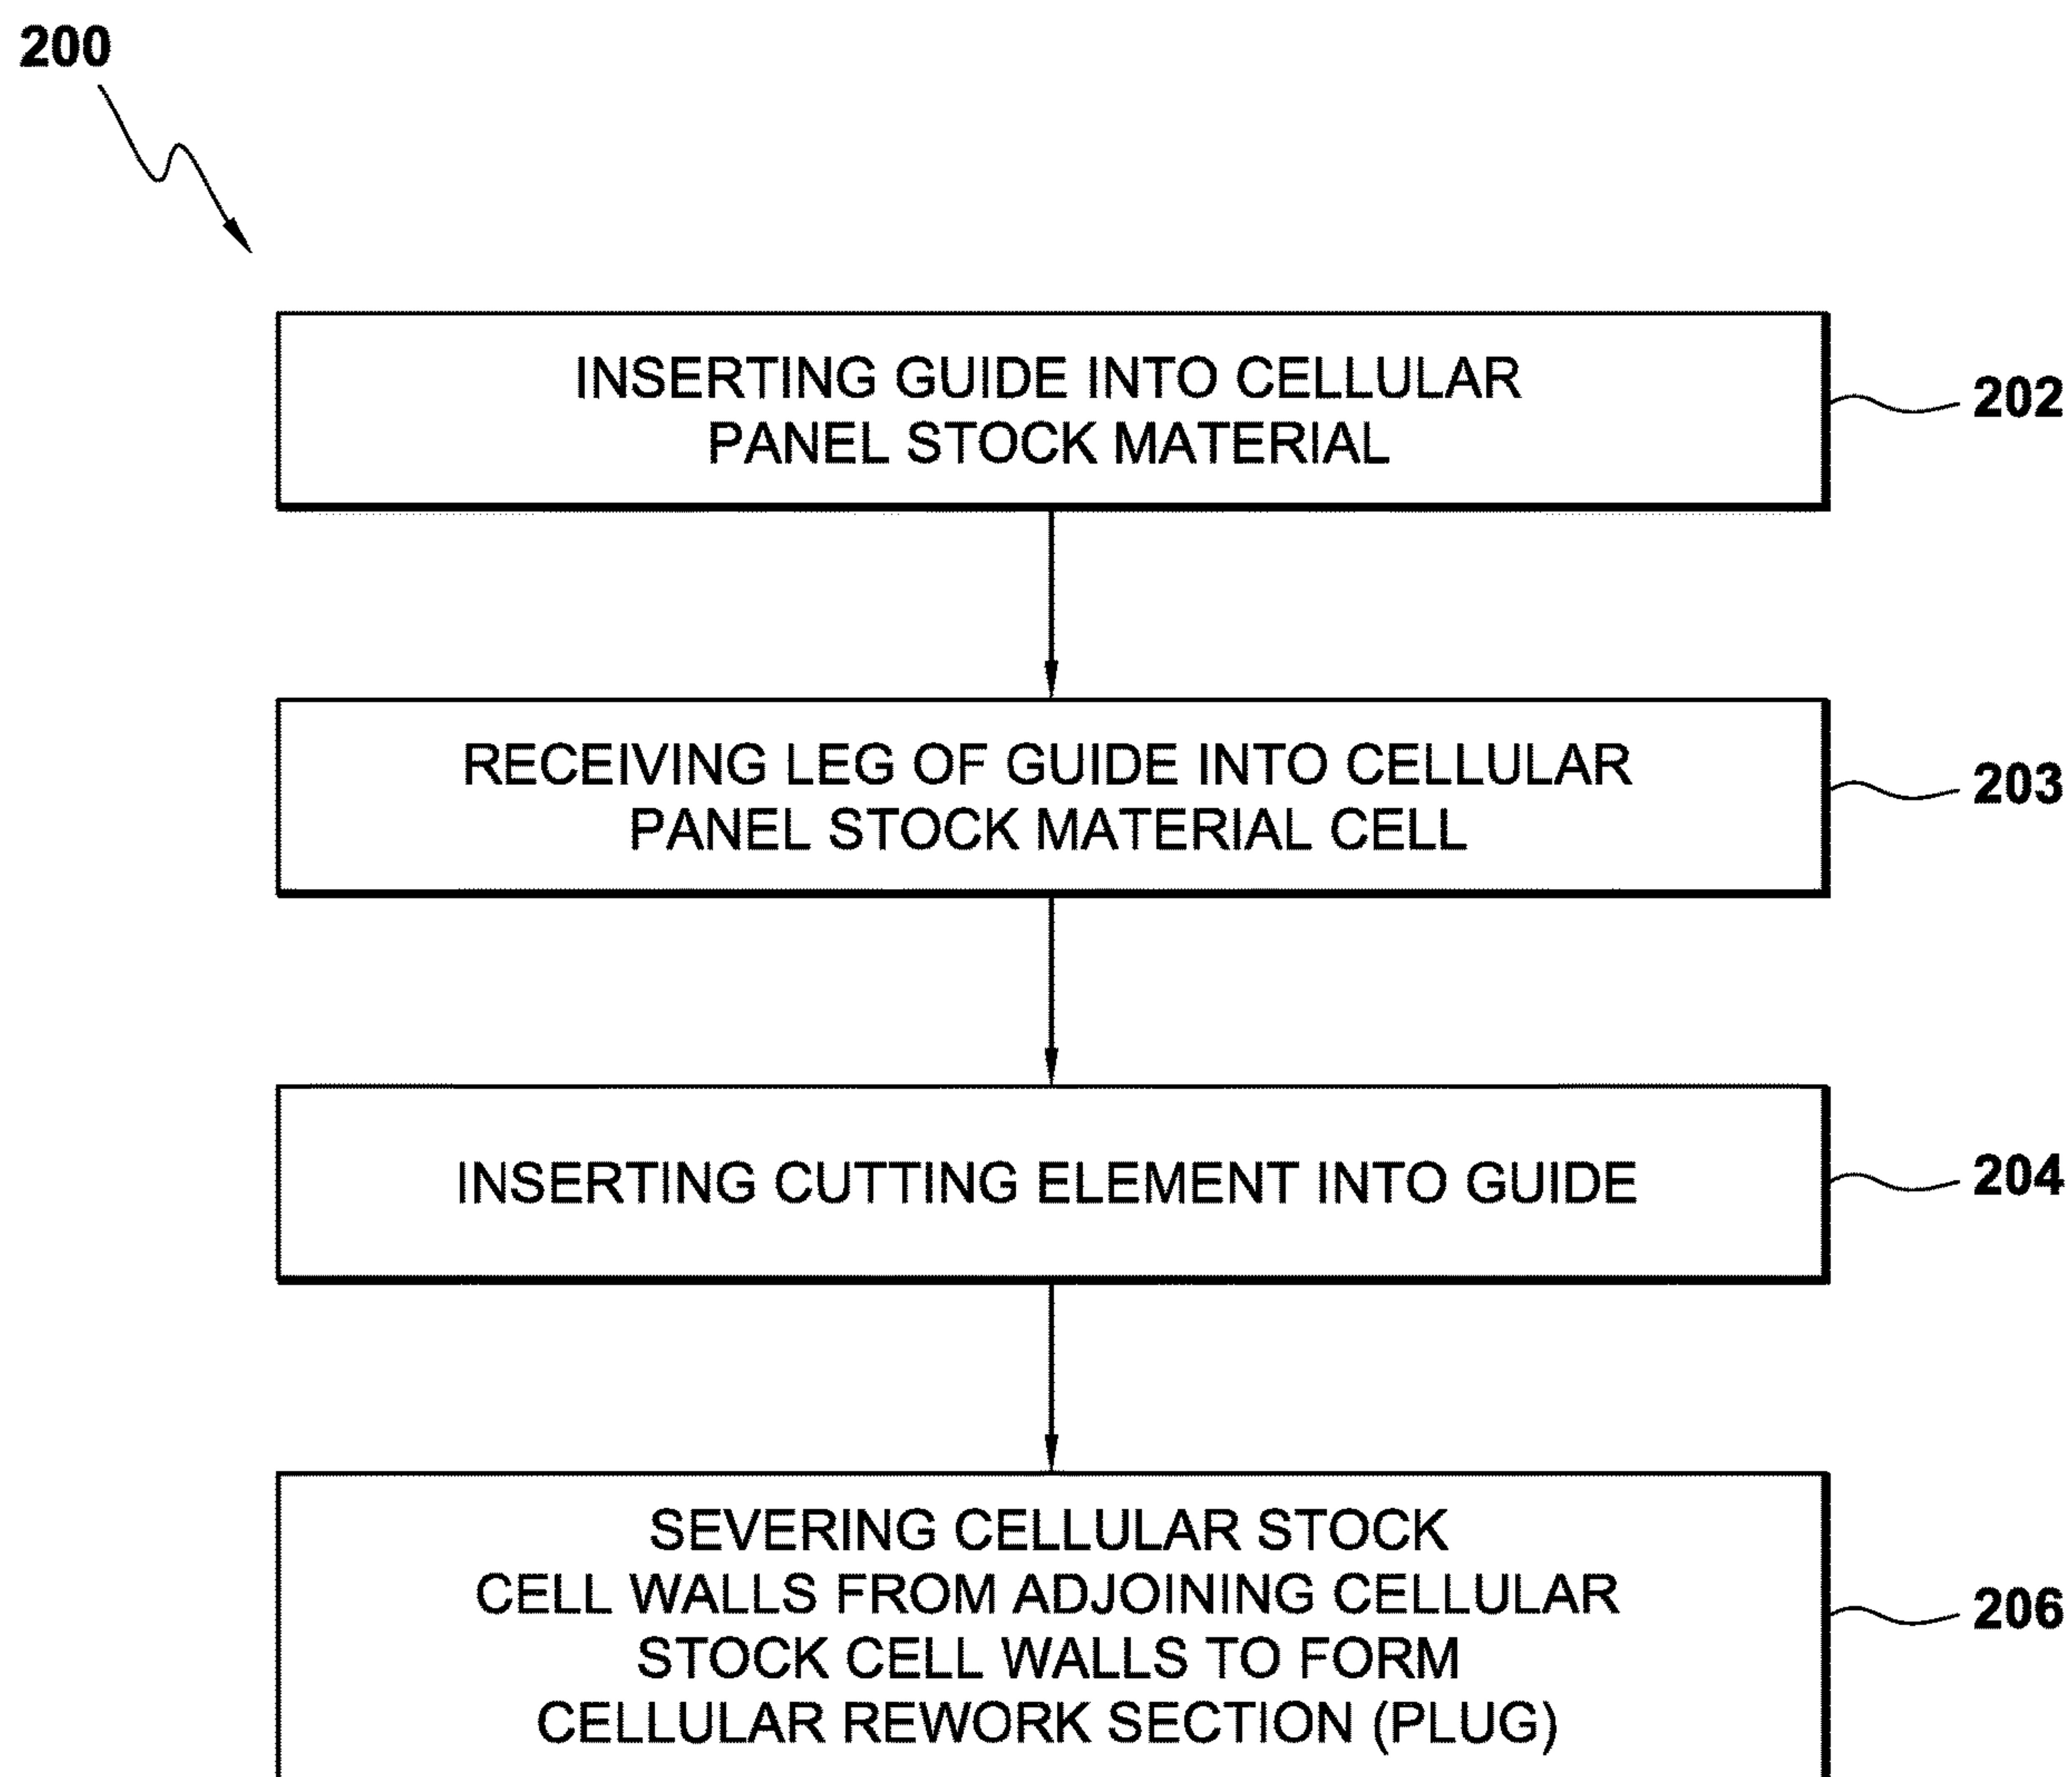 200
INSERTING GUIDE INTO CELLULAR
PANEL STOCK MATERIAL
202
RECEIVING LEG OF GUIDE INTO CELLULAR
PANEL STOCK MATERIAL CELL
203
INSERTING CUTTING ELEMENT INTO GUIDE
204
SEVERING CELLULAR STOCK
CELL WALLS FROM ADJOINING CELLULAR
STOCK CELL WALLS TO FORM
CELLULAR REWORK SECTION (PLUG)
206